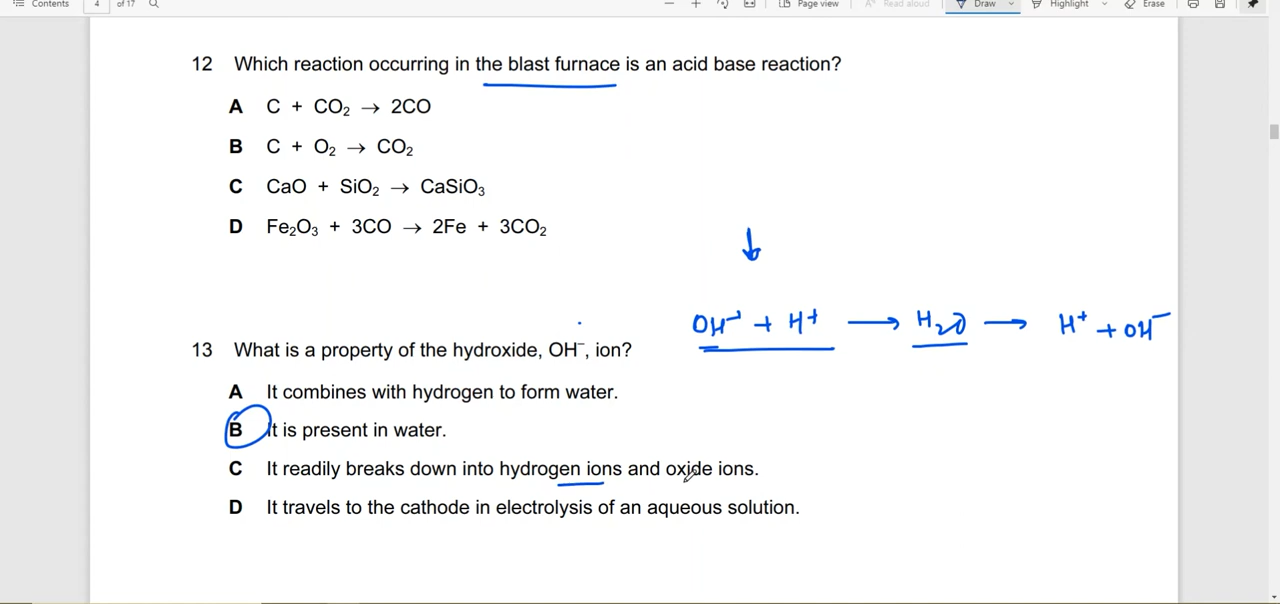 Contents 4 of 17 Page view Read aloud Draw Highlight Erase
12 Which reaction occurring in the blast furnace is an acid base reaction?
A C + CO₂ → 2CO
B C + O₂ → CO₂
C CaO + SiO₂ → CaSiO₃
D Fe₂O₃ + 3CO → 2Fe + 3CO₂
OH⁻ + H⁺ → H₂O → H⁺ + OH⁻
13 What is a property of the hydroxide, OH⁻, ion?
A It combines with hydrogen to form water.
B It is present in water.
C It readily breaks down into hydrogen ions and oxide ions.
D It travels to the cathode in electrolysis of an aqueous solution.